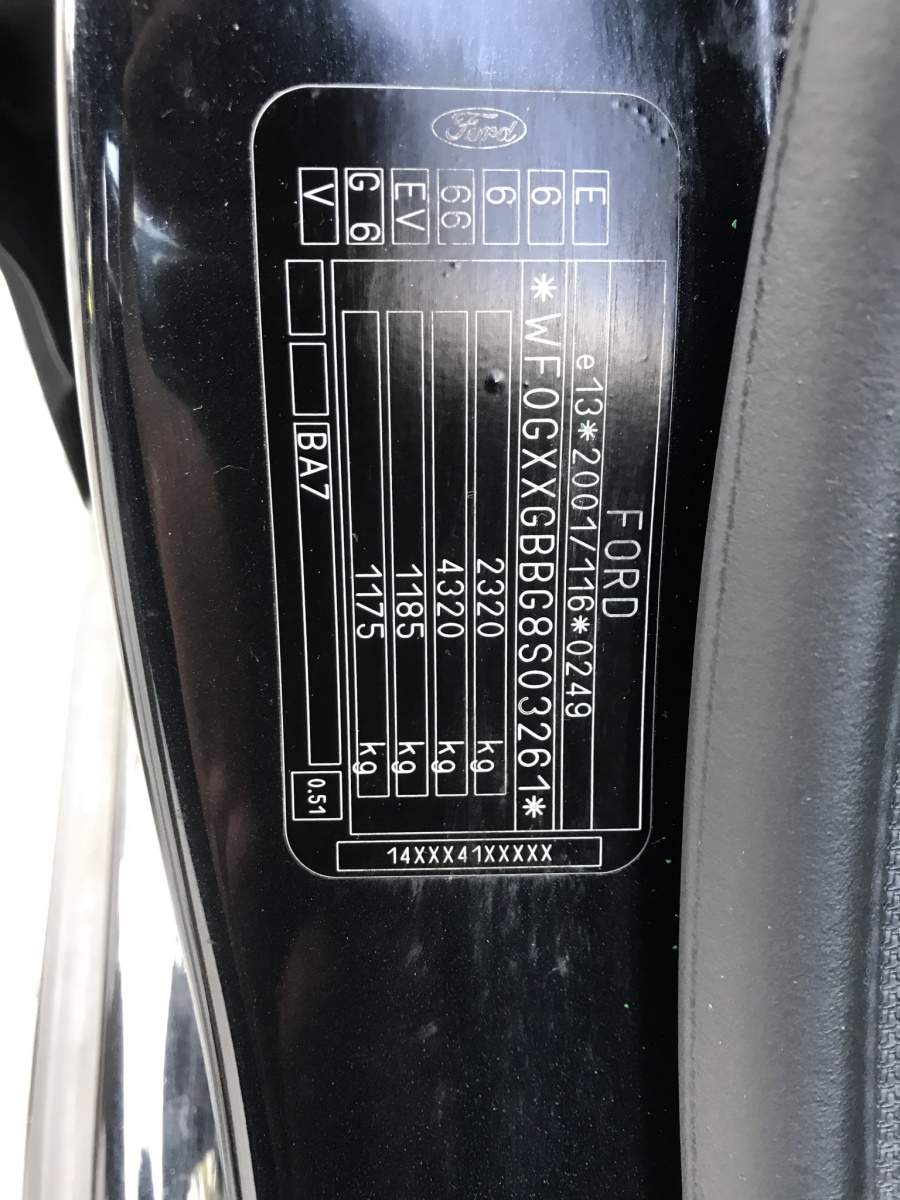 Ford
FORD
e13*2001/116*0249
*WF0GXXGBBG8S03261*
2320 kg
4320 kg
1185 kg
1175 kg
E
6
6
66
EV
G 6
V
BA7
0.51
14XXX41XXXXX